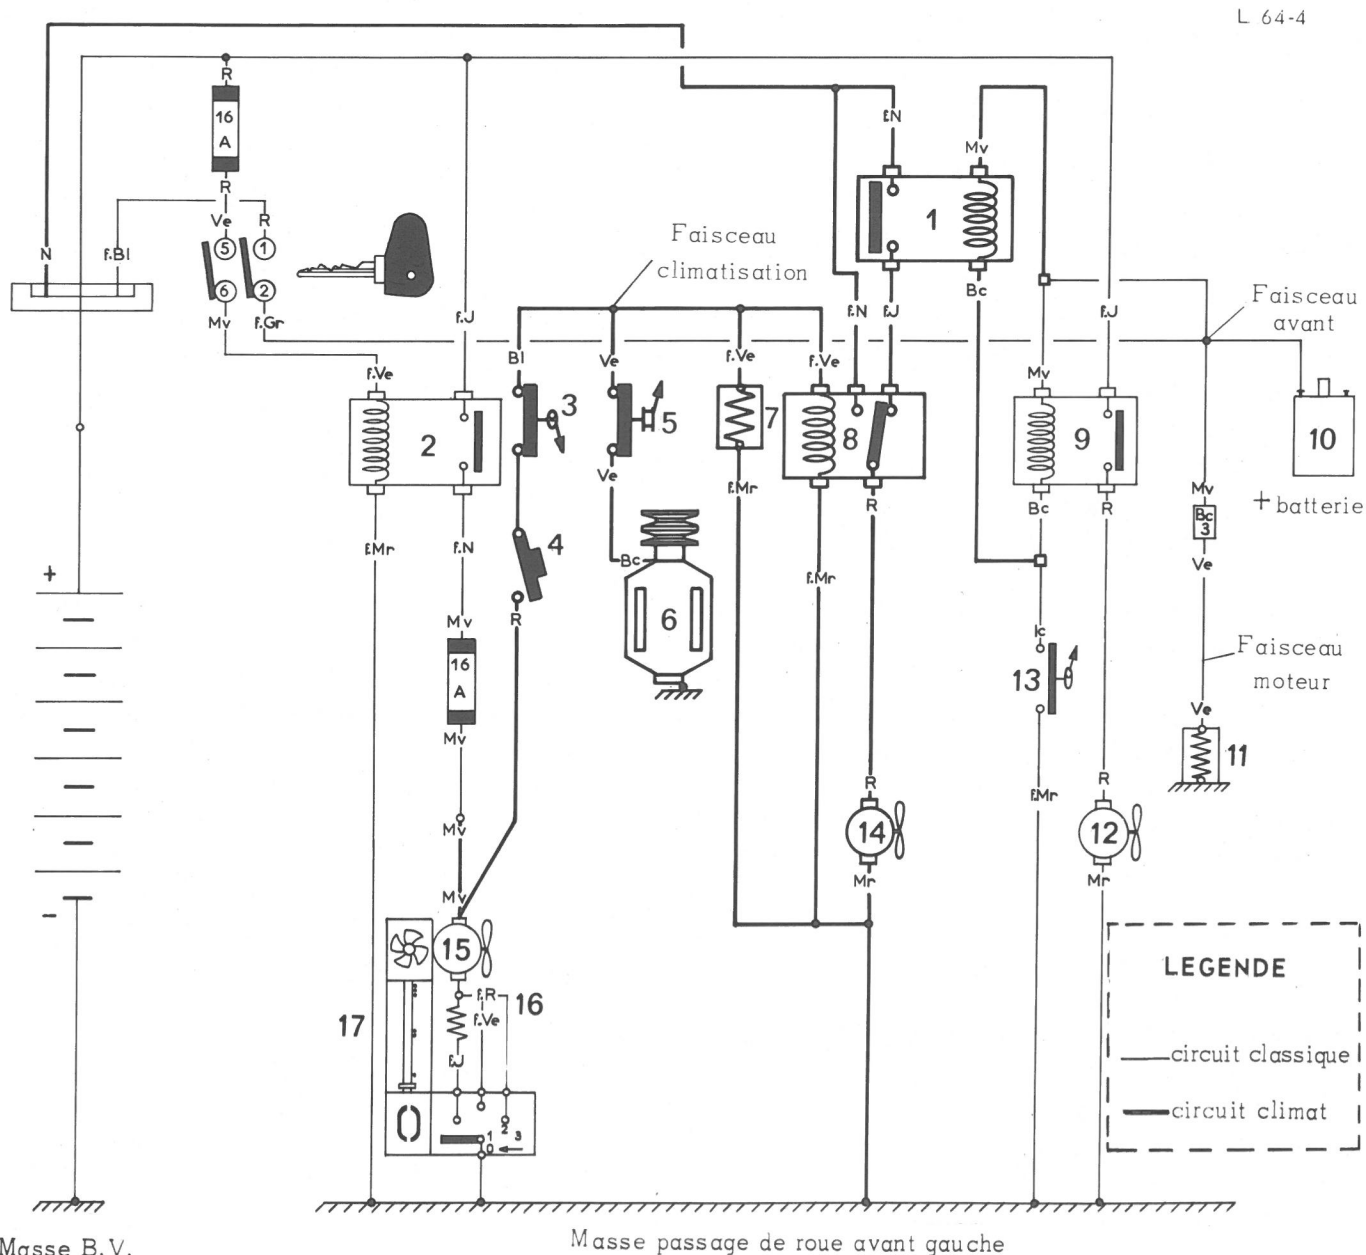 L 64-4
R
16
A
R
f.N
Mv
N
f.Bl
Ve
R
5
1
6
2
Mv
f.Gr
1
Faisceau
climatisation
Bc
Faisceau
avant
f.J
f.N
f.J
f.J
f.Ve
Bl
Ve
f.Ve
f.Ve
Mv
2
3
5
7
8
9
10
Ve
f.Mr
R
Bc
R
Mv
+ batterie
Bc
3
f.Mr
f.N
4
Bc
f.Mr
Ve
+
Mv
R
6
Ic
16
A
13
Faisceau
moteur
Mv
Ve
11
R
R
f.Mr
Mv
14
12
Mv
Mr
Mr
-
15
LEGENDE
f.R
16
f.Ve
17
f.J
circuit classique
circuit climat
0
1
2
3
0
Masse B.V.
Masse passage de roue avant gauche